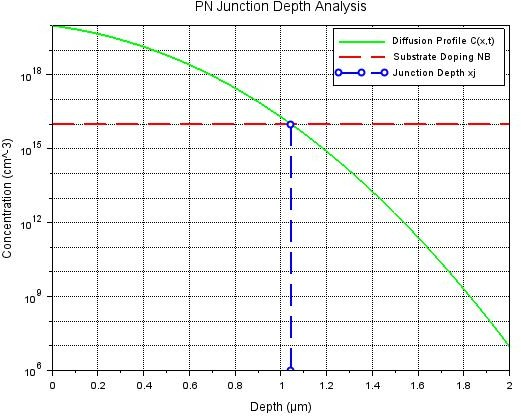 PN Junction Depth Analysis
Diffusion Profile C(x,t)
Substrate Doping NB
Junction Depth xj
Concentration (cm^-3)
10^18
10^15
10^12
10^9
10^6
0 0.2 0.4 0.6 0.8 1 1.2 1.4 1.6 1.8 2
Depth (µm)